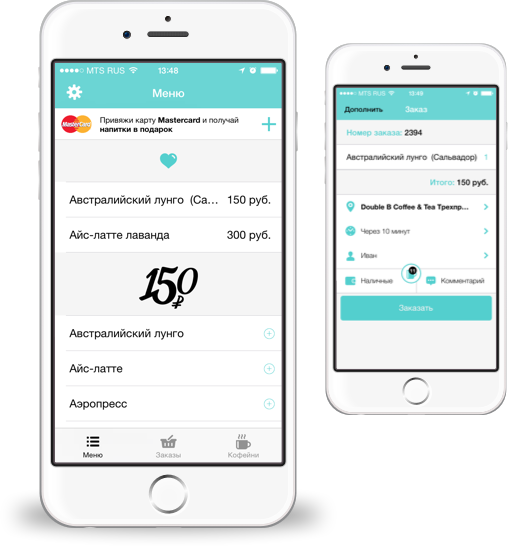 MTS RUS 13:48
Меню
MasterCard
Привяжи карту Mastercard и получай
напитки в подарок
Австралийский лунго (Са... 150 руб.
Айс-латте лаванда 300 руб.
150 ₽
Австралийский лунго
Айс-латте
Аэропресс
Меню Заказы Кофейни
MTS RUS 13:49
Дополнить Заказ
Номер заказа: 2394
Австралийский лунго (Сальвадор) 1
Итого: 150 руб.
Double B Coffee & Tea Трехпр...
Через 10 минут
Иван
Наличные Комментарий
Заказать